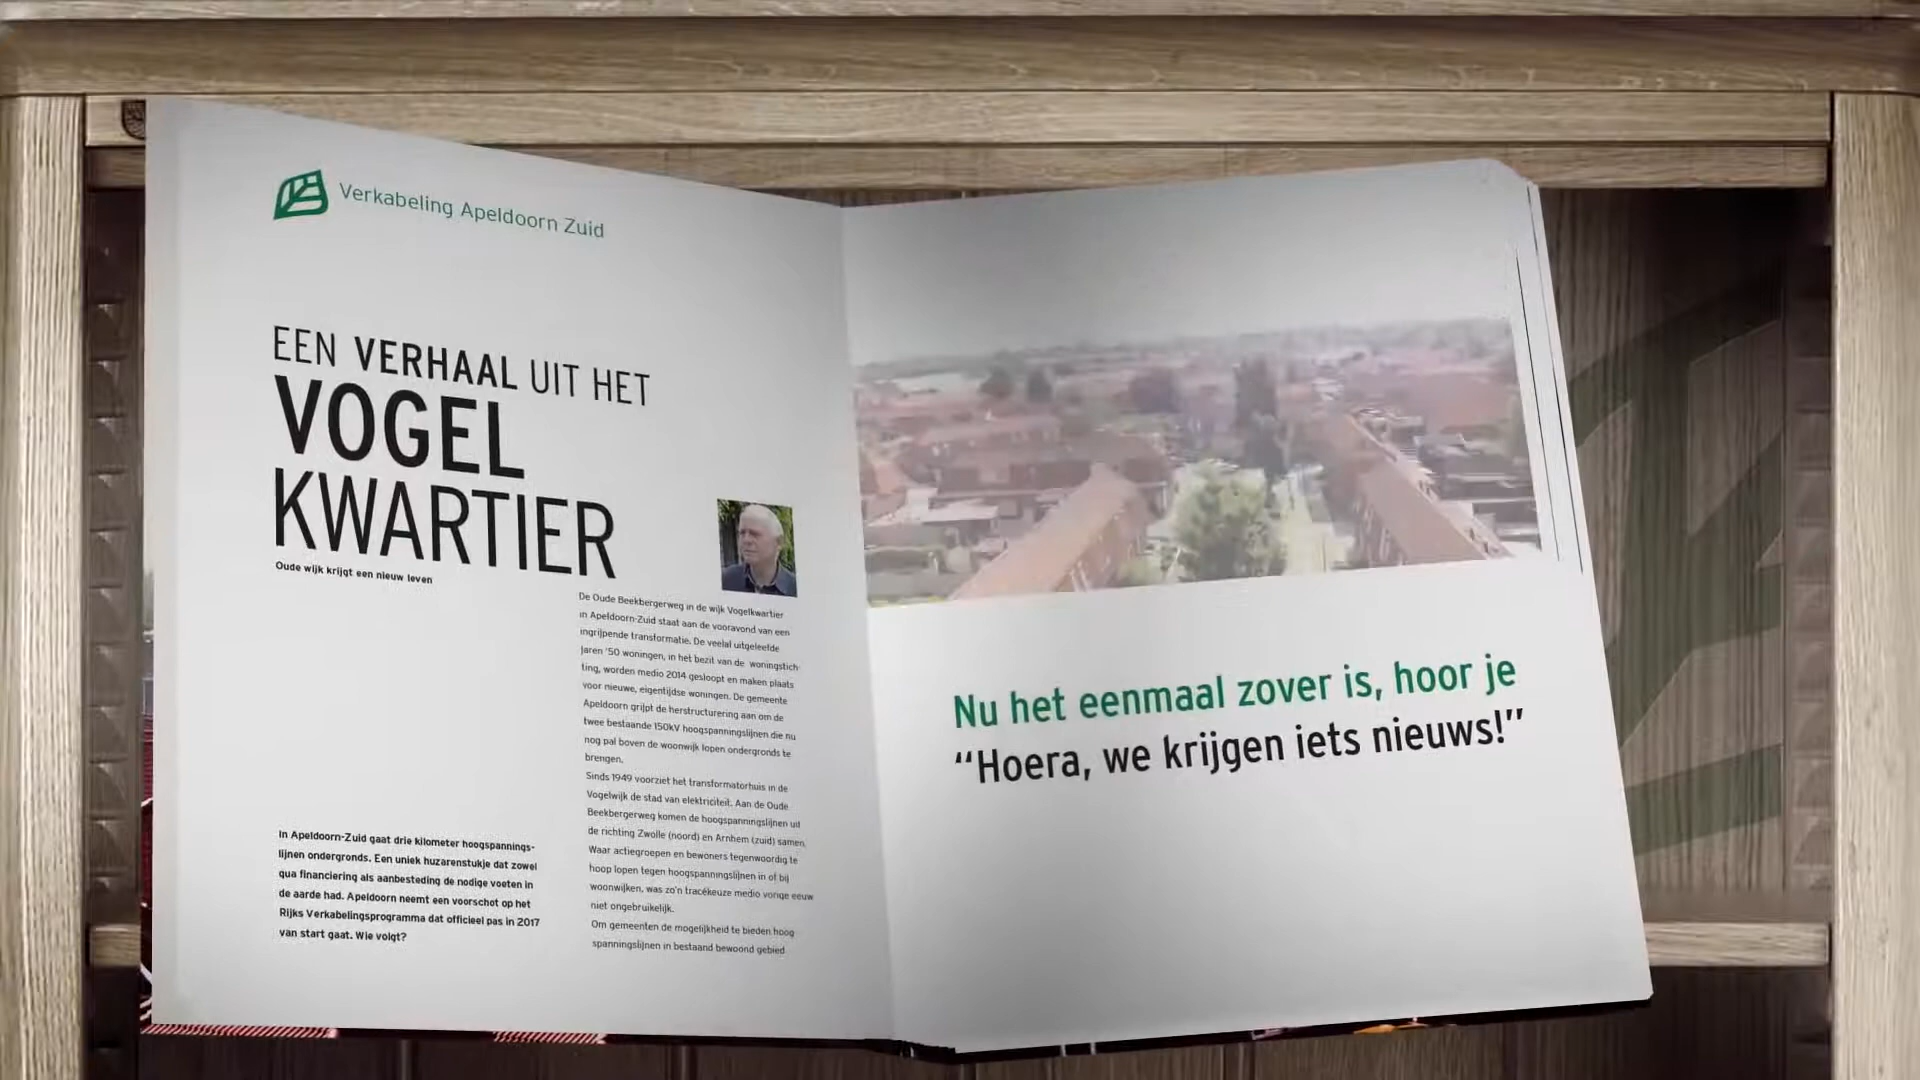 Verkabeling Apeldoorn Zuid
EEN VERHAAL UIT HET
VOGEL
KWARTIER
Oude wijk krijgt een nieuw leven
In Apeldoorn-Zuid gaat drie kilometer hoogspannings-
lijnen ondergronds. Een uniek huzarenstukje dat zowel
qua financiering als aanbesteding de nodige voeten in
de aarde had. Apeldoorn neemt een voorschot op het
Rijks Verkabelingsprogramma dat officieel pas in 2017
van start gaat. Wie volgt?
De Oude Beekbergerweg in de wijk Vogelkwartier
in Apeldoorn-Zuid staat aan de vooravond van een
ingrijpende transformatie. De veelal uitgeleefde
jaren '50 woningen, in het bezit van de woningstich
ting, worden medio 2014 gesloopt en maken plaats
voor nieuwe, eigentijdse woningen. De gemeente
Apeldoorn grijpt de herstructurering aan om de
twee bestaande 150kV hoogspanningslijnen die nu
nog pal boven de woonwijk lopen ondergronds te
brengen.
Sinds 1949 voorziet het transformatorhuis in de
Vogelwijk de stad van elektriciteit. Aan de Oude
Beekbergerweg komen de hoogspanningslijnen uit
de richting Zwolle (noord) en Arnhem (zuid) samen.
Waar actiegroepen en bewoners tegenwoordig te
hoop lopen tegen hoogspanningslijnen in of bij
woonwijken, was zo'n tracékeuze medio vorige eeuw
niet ongebruikelijk.
Om gemeenten de mogelijkheid te bieden hoog
spanningslijnen in bestaand bewoond gebied
Nu het eenmaal zover is, hoor je
“Hoera, we krijgen iets nieuws!”